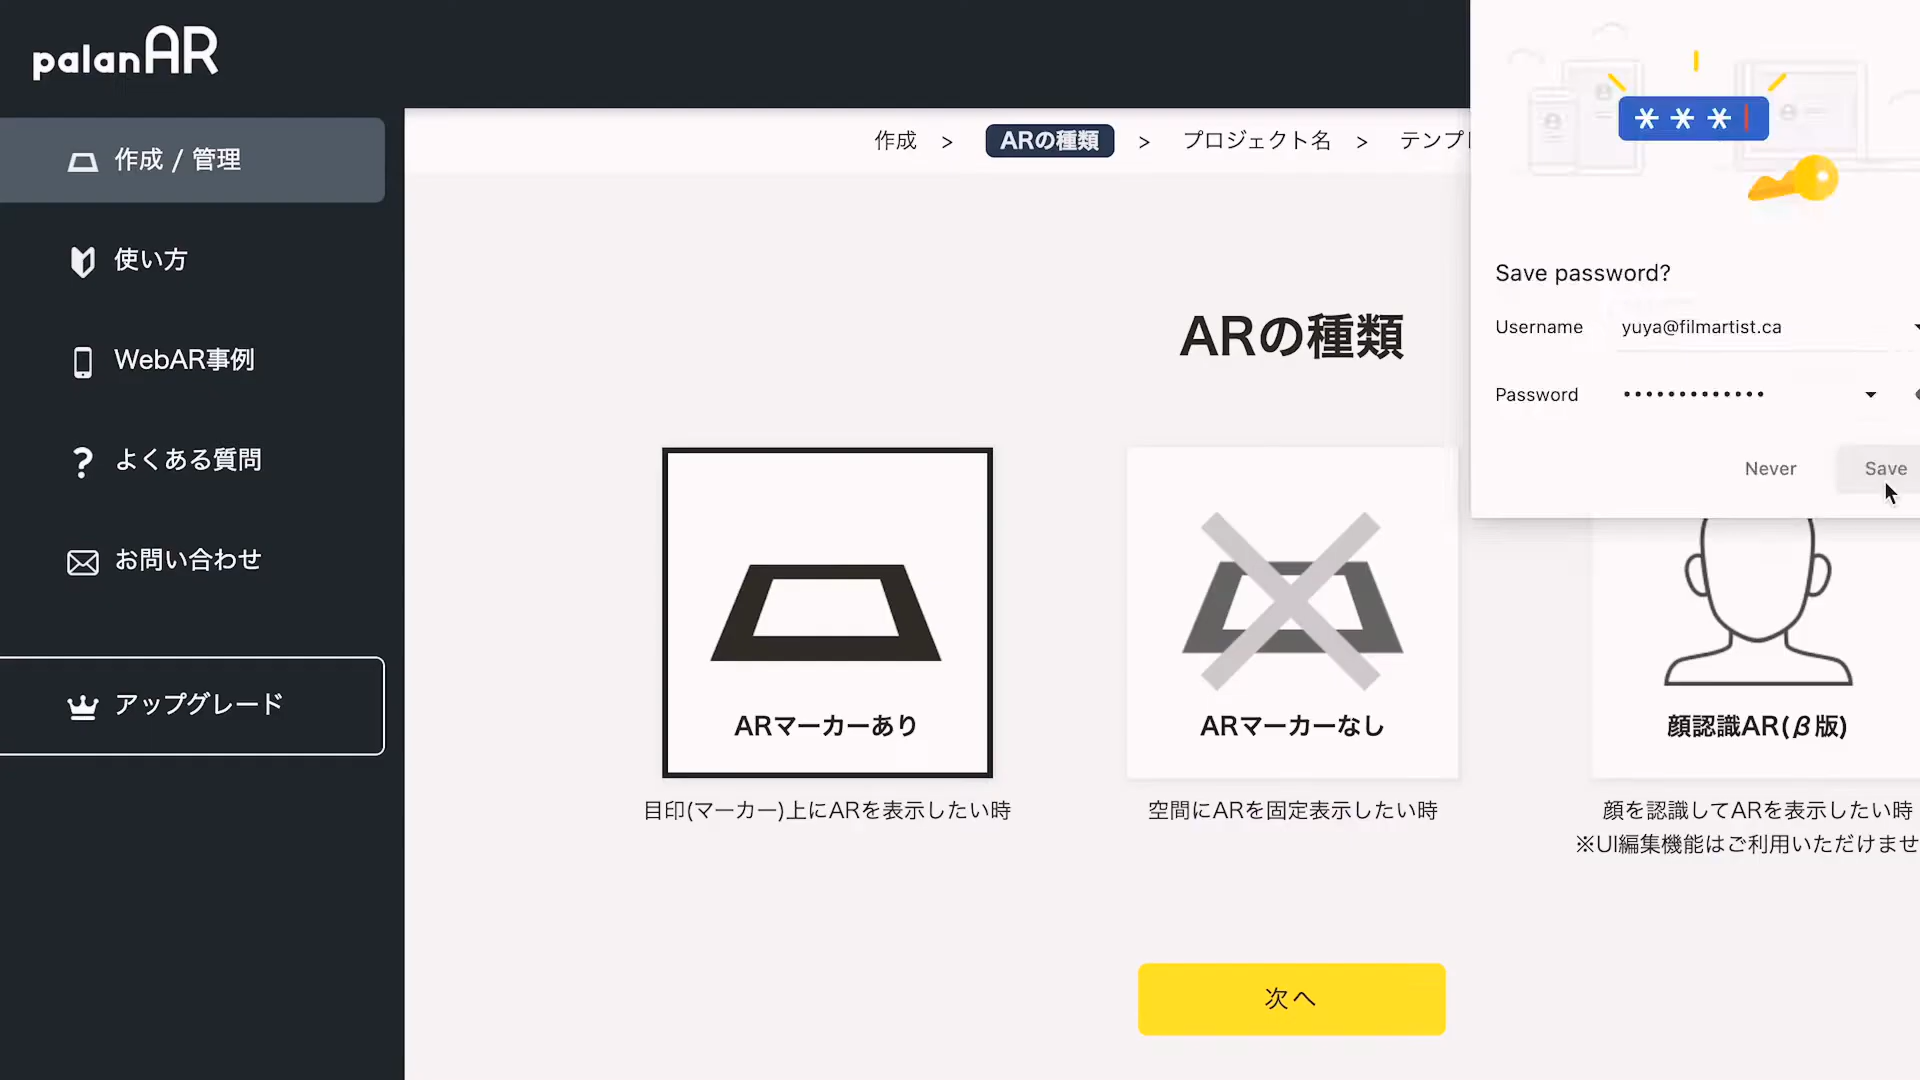 palanAR
作成 / 管理
使い方
WebAR事例
よくある質問
お問い合わせ
アップグレード
作成 > ARの種類 > プロジェクト名 > テンプ
ARの種類
ARマーカーあり
目印(マーカー)上にARを表示したい時
ARマーカーなし
空間にARを固定表示したい時
顔認識AR(β版)
顔を認識してARを表示したい時
※UI編集機能はご利用いただけませ
次へ
***
Save password?
Username yuya@filmartist.ca
Password •••••••••••••
Never Save